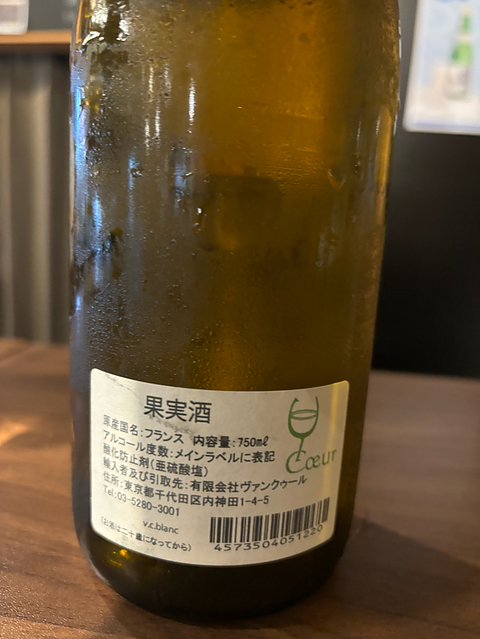 果実酒
原産国名:フランス 内容量:750mℓ
アルコール度数:メインラベルに表記
酸化防止剤(亜硫酸塩)
輸入者及び引取先:有限会社ヴァンクゥール
住所:東京都千代田区内神田1-4-5
Tel:03-5280-3001
v.c.blanc
(お酒は二十歳になってから)
Cœur
4573504051220